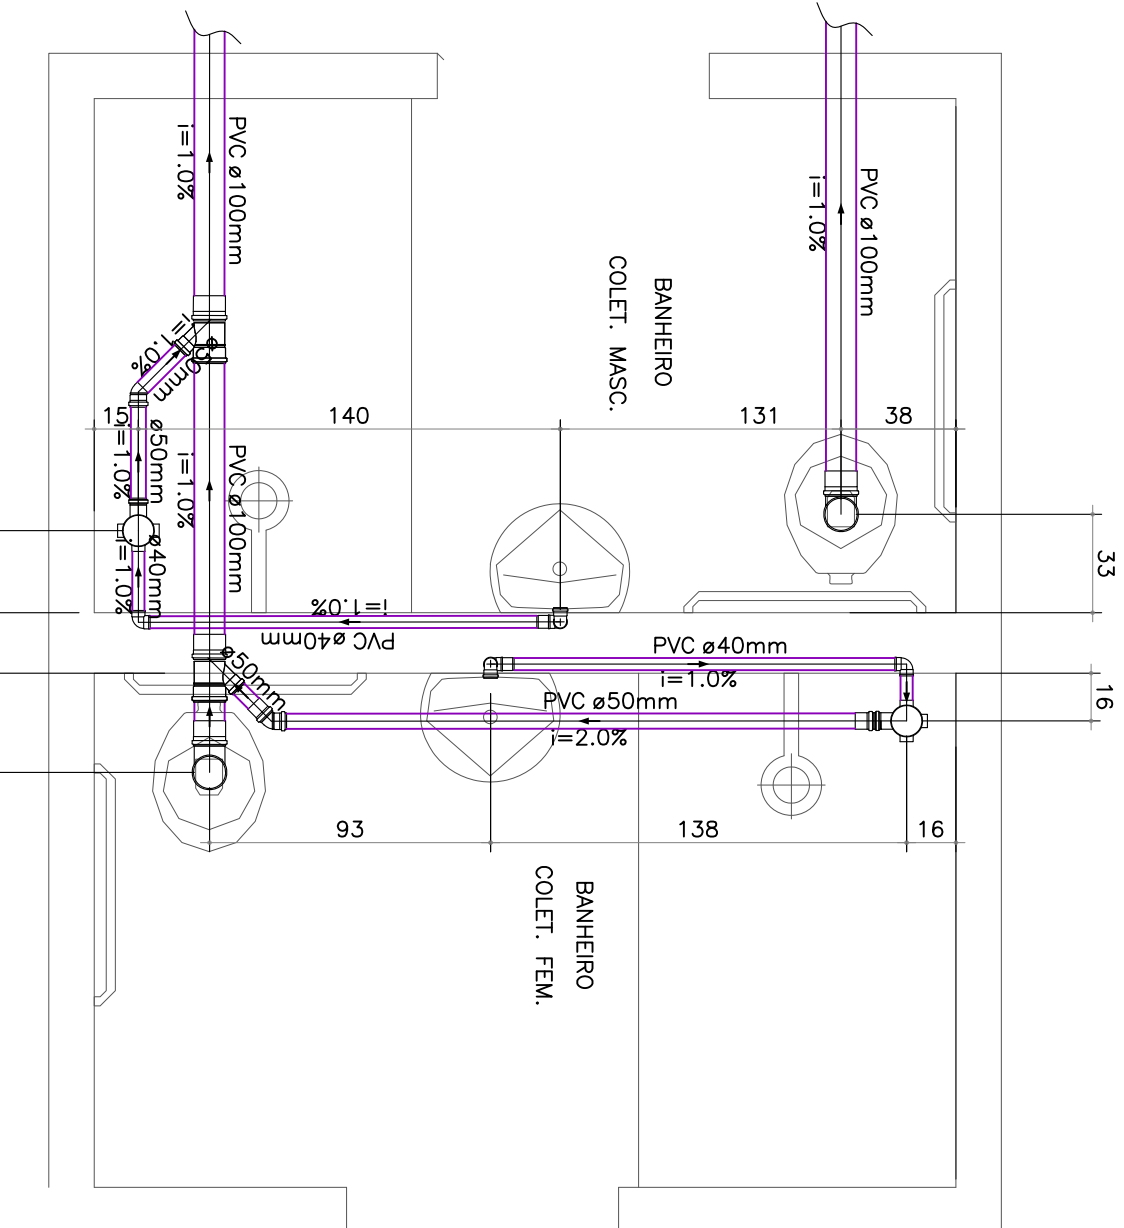 PVC ø100mm
i=1.0%
PVC ø100mm
i=1.0%
BANHEIRO
COLET. MASC.
i=1.0%
15
140
131
38
ø50mm
i=1.0%
PVC ø100mm
i=1.0%
ø40mm
i=1.0%
33
i=1.0%
PVC ø40mm
PVC ø40mm
i=1.0%
ø50mm
PVC ø50mm
i=2.0%
16
93
138
16
BANHEIRO
COLET. FEM.